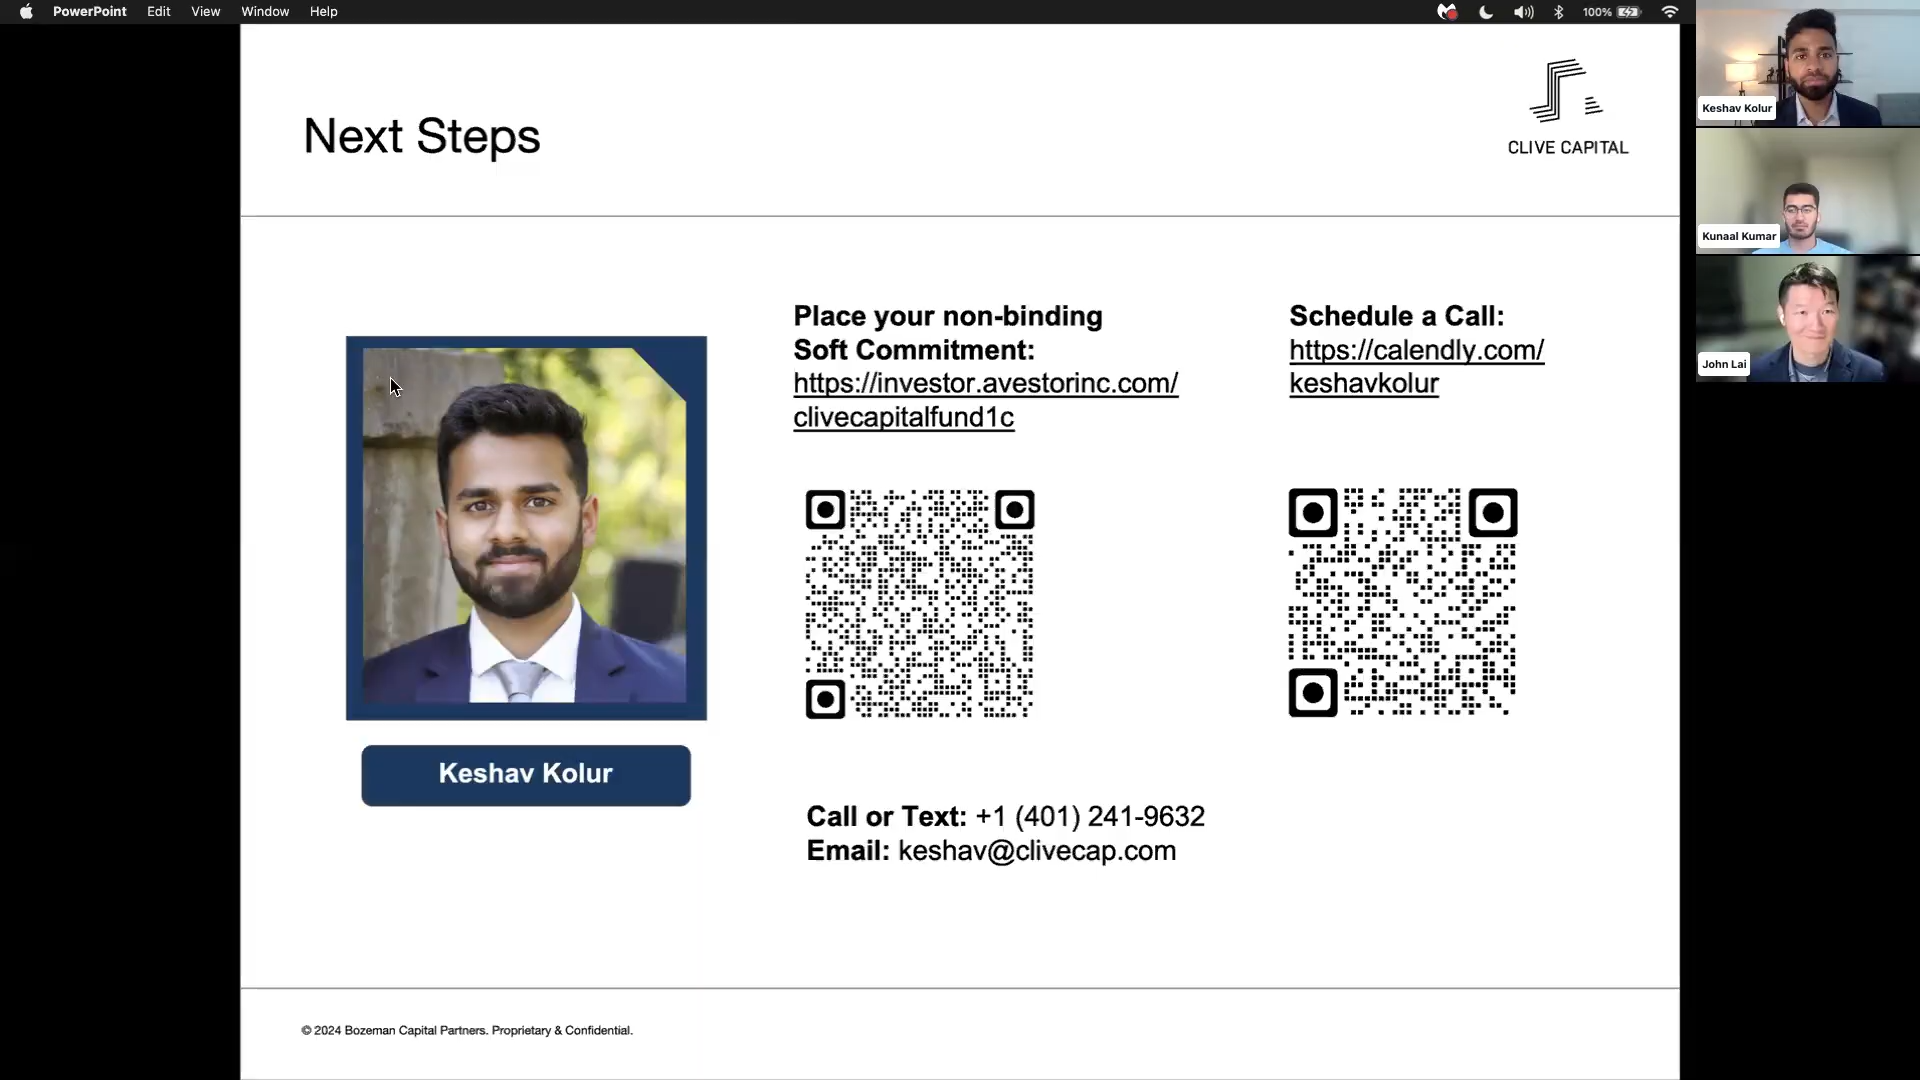 PowerPoint Edit View Window Help
100%
Next Steps
CLIVE CAPITAL
Place your non-binding
Soft Commitment:
https://investor.avestorinc.com/
clivecapitalfund1c
Schedule a Call:
https://calendly.com/
keshavkolur
Keshav Kolur
Call or Text: +1 (401) 241-9632
Email: keshav@clivecap.com
© 2024 Bozeman Capital Partners. Proprietary & Confidential.
Keshav Kolur
Kunaal Kumar
John Lai